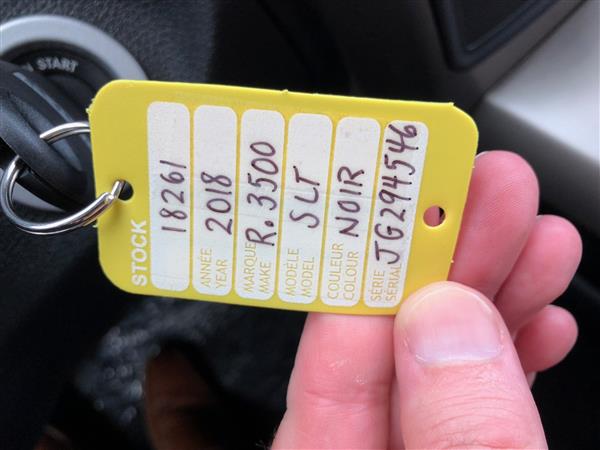 START
STOCK 18261
ANNÉE
YEAR 2018
MARQUE
MAKE R.3500
MODÈLE
MODEL SLT
COULEUR
COLOUR NOIR
SÉRIE
SERIAL JG294546